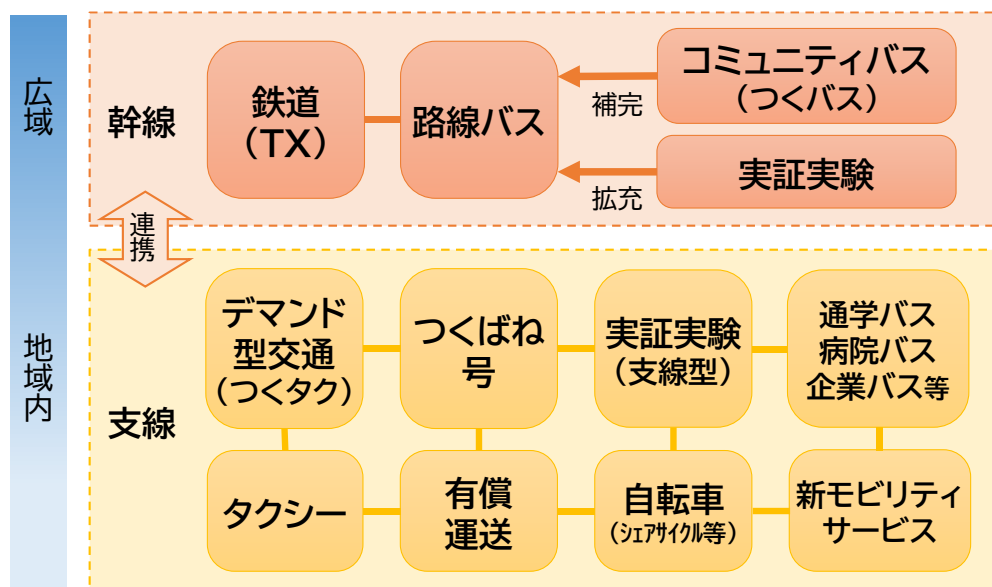 広域
幹線
鉄道
（TX）
路線バス
補完
コミュニティバス
（つくバス）
拡充
実証実験
連携
地域内
支線
デマンド
型交通
（つくタク）
つくばね
号
実証実験
（支線型）
通学バス
病院バス
企業バス等
タクシー
有償
運送
自転車
（シェアサイクル等）
新モビリティ
サービス